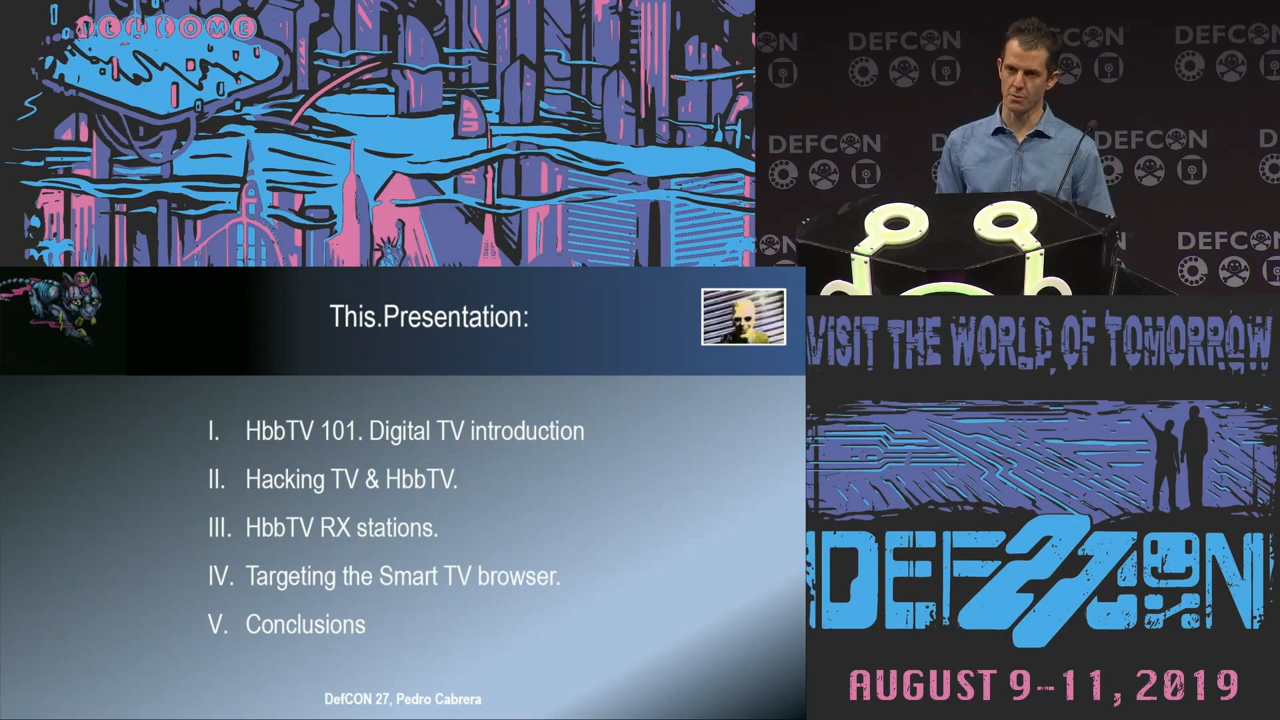 WELCOME
DEFCON
DEFCON
DEFCON
DEFCON
DEFCON
DEFCON
This.Presentation:
I. HbbTV 101. Digital TV introduction
II. Hacking TV & HbbTV.
III. HbbTV RX stations.
IV. Targeting the Smart TV browser.
V. Conclusions
DefCON 27, Pedro Cabrera
VISIT THE WORLD OF TOMORROW
DEF27CON
AUGUST 9-11, 2019